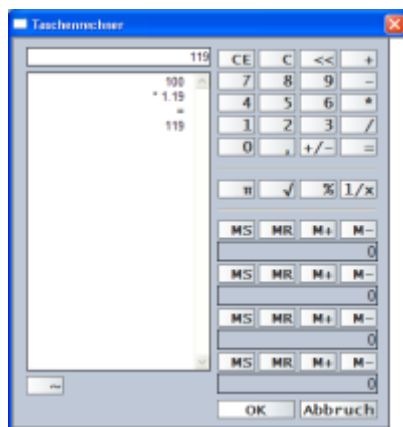 Taschenrechner
119
100
* 1.19
=
119
CE C << +
7 8 9 -
4 5 6 *
1 2 3 /
0 , +/- =
π √ % 1/x
MS MR M+ M-
0
MS MR M+ M-
0
MS MR M+ M-
0
MS MR M+ M-
0
OK Abbruch